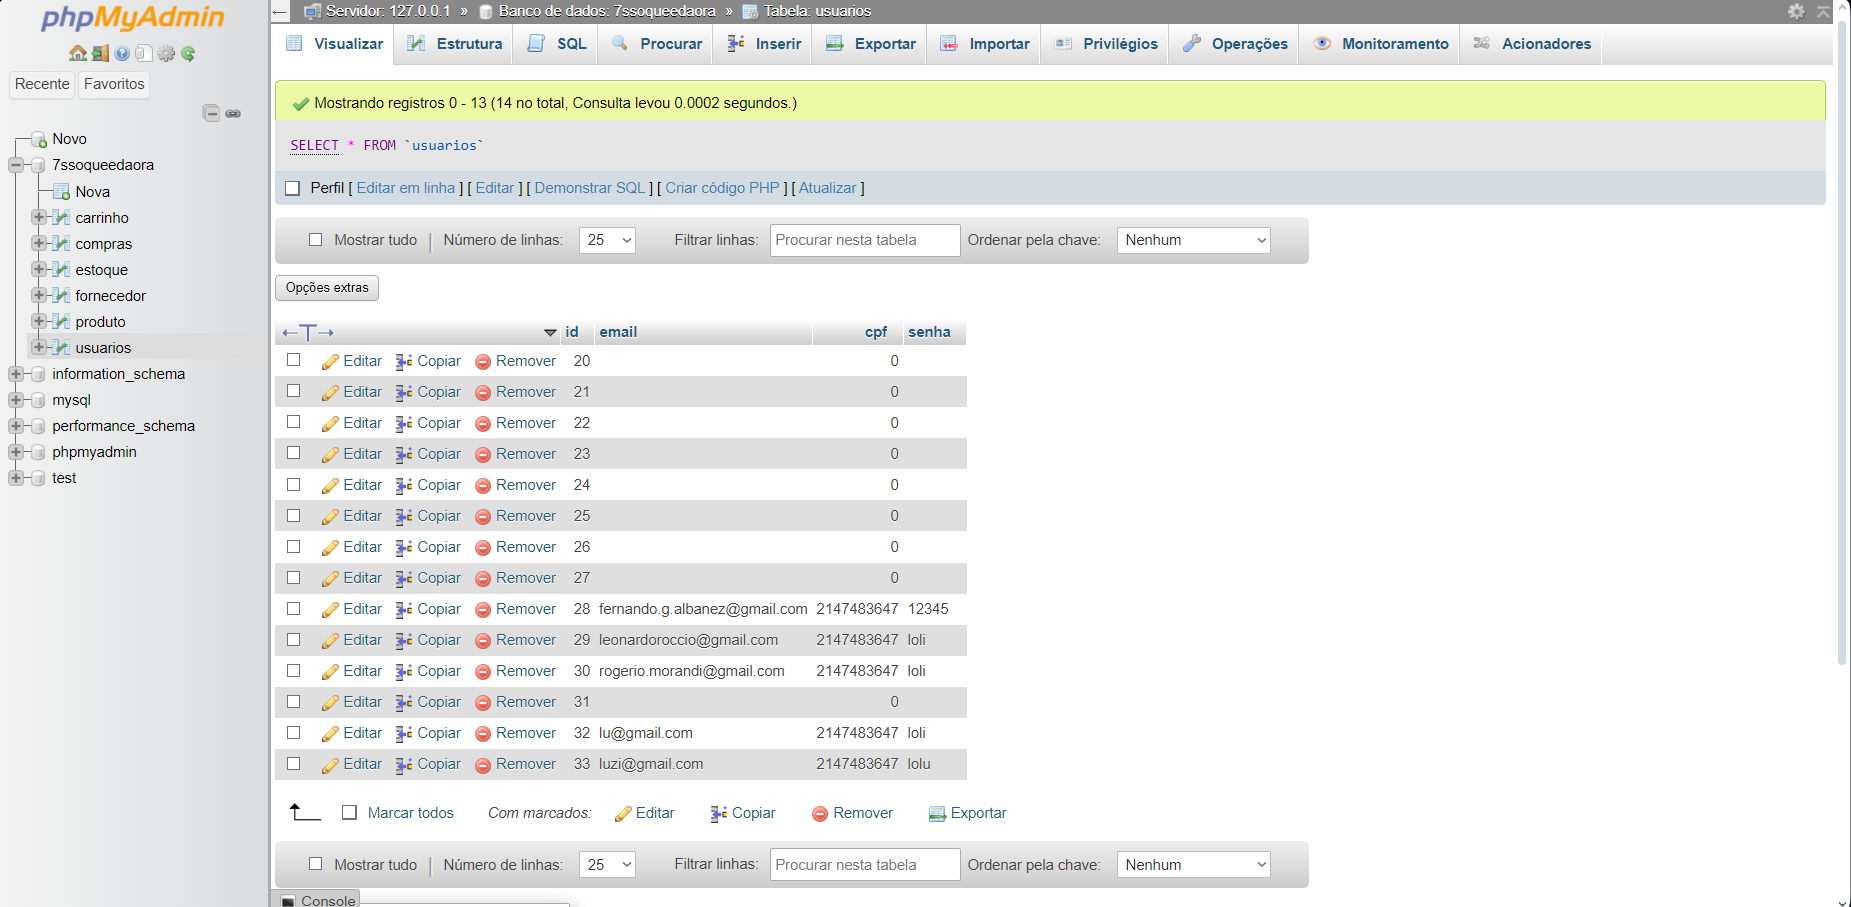 phpMyAdmin
Recente Favoritos
Novo
7ssoqueedaora
Nova
carrinho
compras
estoque
fornecedor
produto
usuarios
information_schema
mysql
performance_schema
phpmyadmin
test
Servidor: 127.0.0.1 » Banco de dados: 7ssoqueedaora » Tabela: usuarios
Visualizar Estrutura SQL Procurar Inserir Exportar Importar Privilégios Operações Monitoramento Acionadores
Mostrando registros 0 - 13 (14 no total, Consulta levou 0.0002 segundos.)
SELECT * FROM `usuarios`
Perfil [ Editar em linha ] [ Editar ] [ Demonstrar SQL ] [ Criar código PHP ] [ Atualizar ]
Mostrar tudo | Número de linhas: 25 Filtrar linhas: Procurar nesta tabela Ordenar pela chave: Nenhum
Opções extras
←T→ id email cpf senha
Editar Copiar Remover 20 0
Editar Copiar Remover 21 0
Editar Copiar Remover 22 0
Editar Copiar Remover 23 0
Editar Copiar Remover 24 0
Editar Copiar Remover 25 0
Editar Copiar Remover 26 0
Editar Copiar Remover 27 0
Editar Copiar Remover 28 fernando.g.albanez@gmail.com 2147483647 12345
Editar Copiar Remover 29 leonardoroccio@gmail.com 2147483647 loli
Editar Copiar Remover 30 rogerio.morandi@gmail.com 2147483647 loli
Editar Copiar Remover 31 0
Editar Copiar Remover 32 lu@gmail.com 2147483647 loli
Editar Copiar Remover 33 luzi@gmail.com 2147483647 lolu
Marcar todos Com marcados: Editar Copiar Remover Exportar
Mostrar tudo | Número de linhas: 25 Filtrar linhas: Procurar nesta tabela Ordenar pela chave: Nenhum
Console